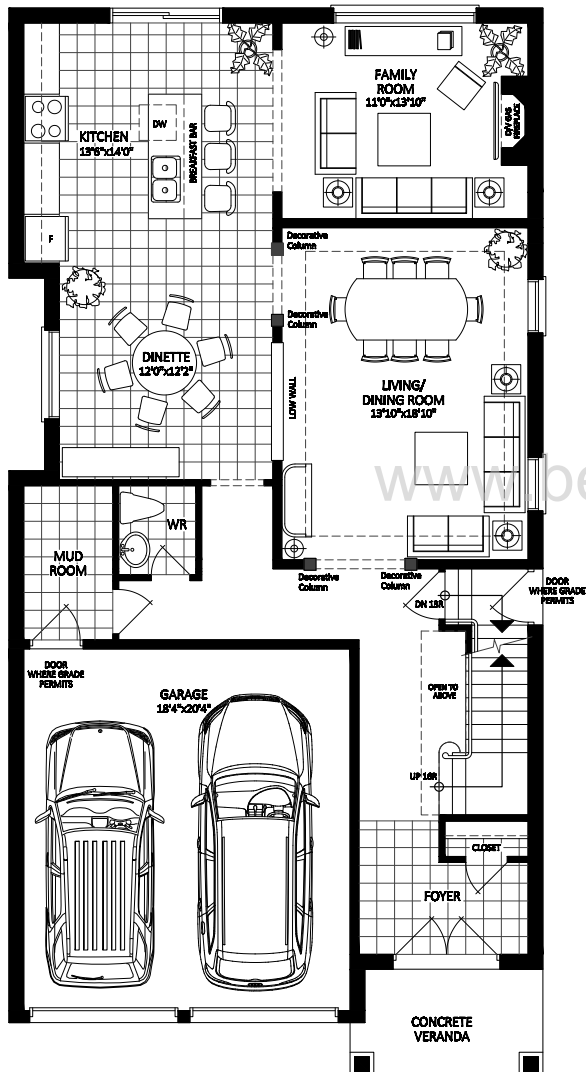 FAMILY
ROOM
11'0"x13'10"
D/V GAS
FIREPLACE
KITCHEN
13'6"x14'0"
DW
BREAKFAST BAR
F
Decorative
Column
Decorative
Column
DINETTE
12'0"x12'2"
LOW WALL
LIVING/
DINING ROOM
13'10"x18'10"
www.be
WR
MUD
ROOM
Decorative
Column
Decorative
Column
DN 13R
DOOR
WHERE GRADE
PERMITS
DOOR
WHERE GRADE
PERMITS
GARAGE
18'4"x20'4"
OPEN TO
ABOVE
UP 16R
CLOSET
FOYER
CONCRETE
VERANDA